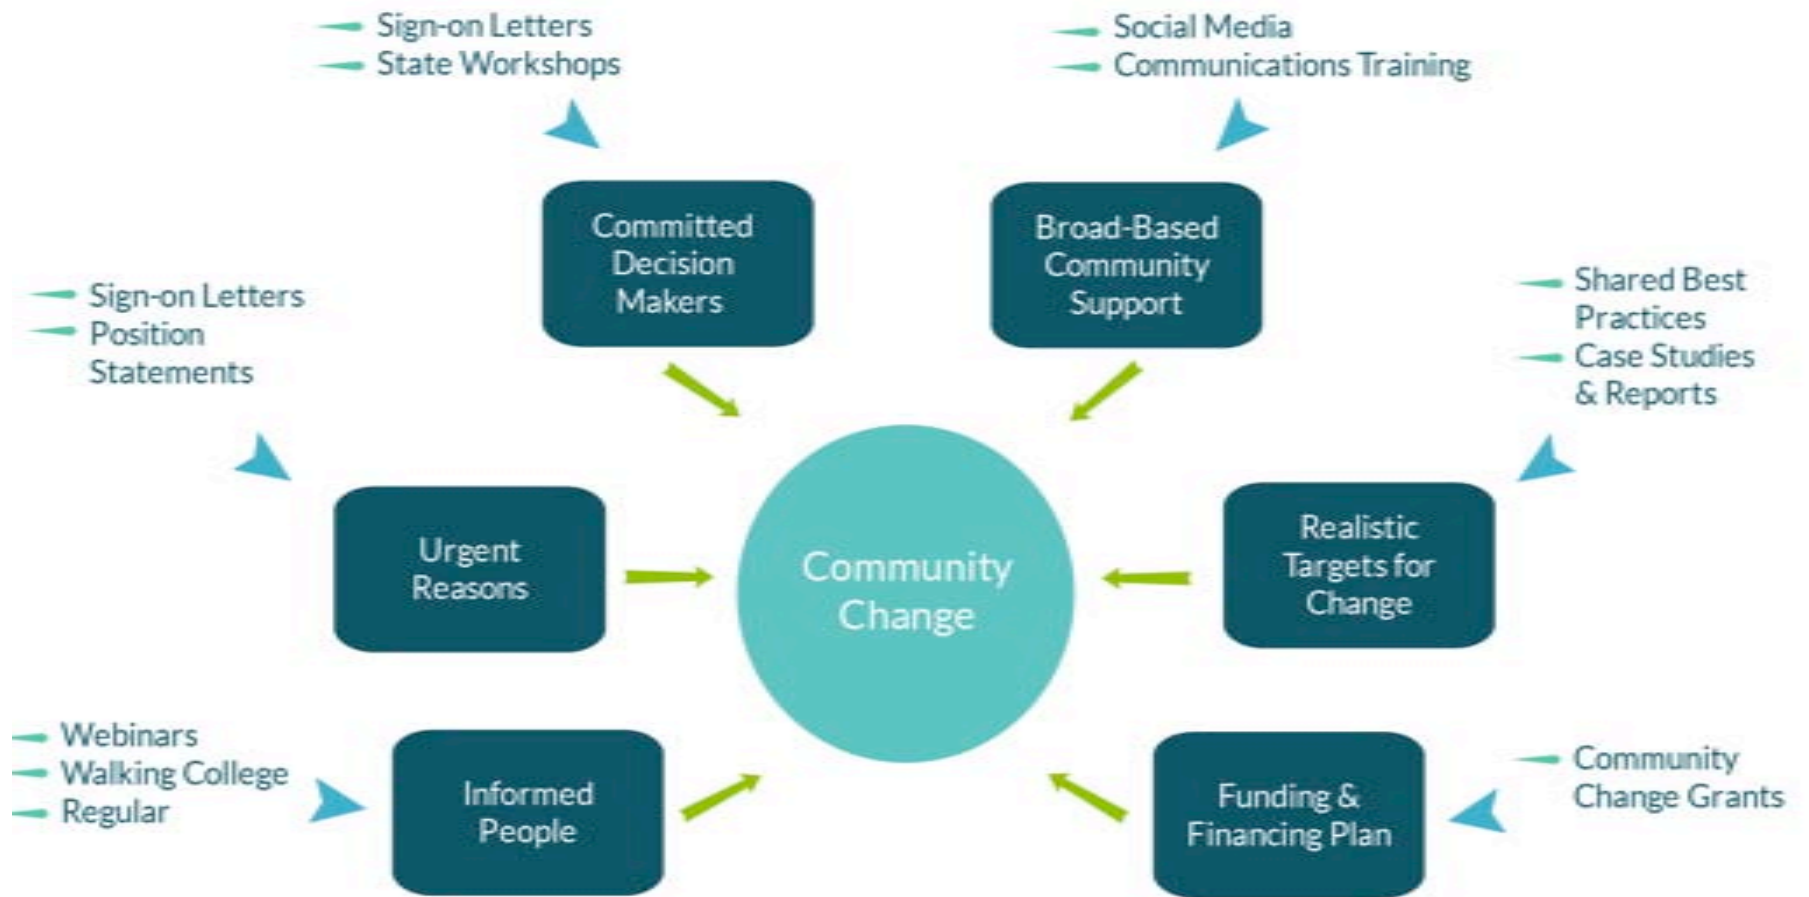 Sign-on Letters
State Workshops
Social Media
Communications Training
Committed
Decision
Makers
Broad-Based
Community
Support
Sign-on Letters
Position
Statements
Shared Best
Practices
Case Studies
& Reports
Urgent
Reasons
Community
Change
Realistic
Targets for
Change
Webinars
Walking College
Regular
Informed
People
Funding &
Financing Plan
Community
Change Grants